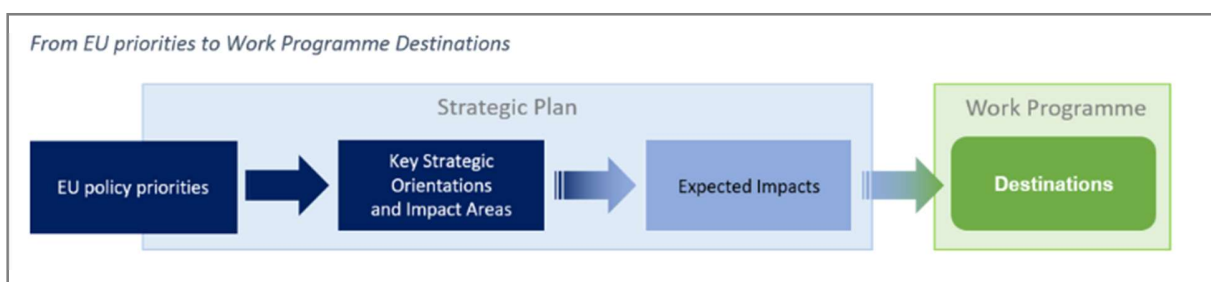 From EU priorities to Work Programme Destinations
Strategic Plan
Work Programme
EU policy priorities
Key Strategic
Orientations
and Impact Areas
Expected Impacts
Destinations